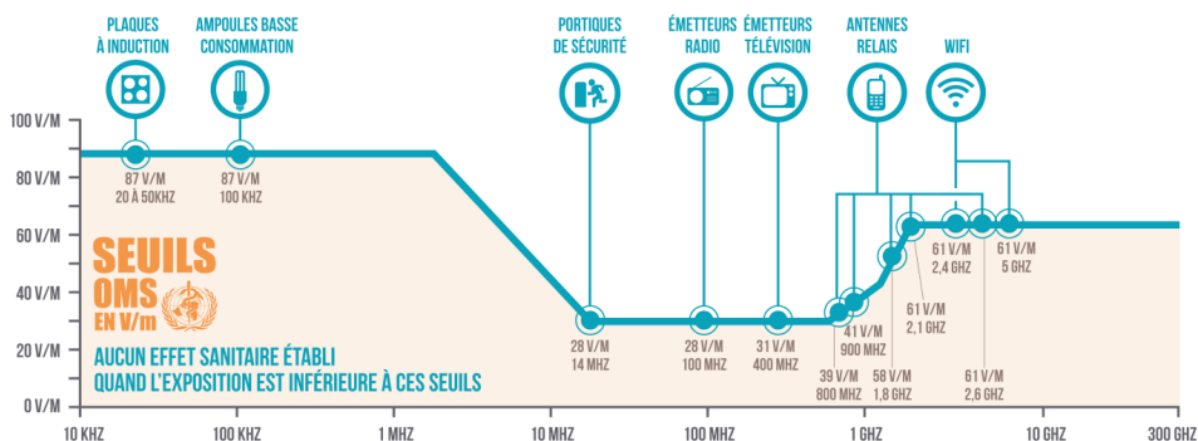 PLAQUES
À INDUCTION
AMPOULES BASSE
CONSOMMATION
PORTIQUES
DE SÉCURITÉ
ÉMETTEURS
RADIO
ÉMETTEURS
TÉLÉVISION
ANTENNES
RELAIS
WIFI
100 V/M
80 V/M
60 V/M
40 V/M
20 V/M
0 V/M
87 V/M
20 À 50KHZ
87 V/M
100 KHZ
SEUILS
OMS
EN V/m
AUCUN EFFET SANITAIRE ÉTABLI
QUAND L'EXPOSITION EST INFÉRIEURE À CES SEUILS
28 V/M
14 MHZ
28 V/M
100 MHZ
31 V/M
400 MHZ
39 V/M
800 MHZ
41 V/M
900 MHZ
58 V/M
1,8 GHZ
61 V/M
2,1 GHZ
61 V/M
2,4 GHZ
61 V/M
2,6 GHZ
61 V/M
5 GHZ
10 KHZ
100 KHZ
1 MHZ
10 MHZ
100 MHZ
1 GHZ
10 GHZ
300 GHZ